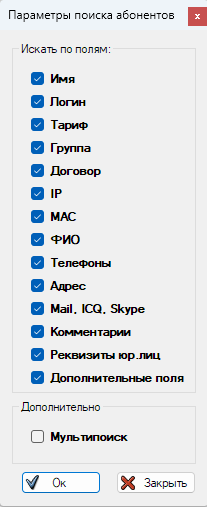 Параметры поиска абонентов
Искать по полям:
Имя
Логин
Тариф
Группа
Договор
IP
MAC
ФИО
Телефоны
Адрес
Mail, ICQ, Skype
Комментарии
Реквизиты юр.лиц
Дополнительные поля
Дополнительно
Мультипоиск
Ок
Закрыть